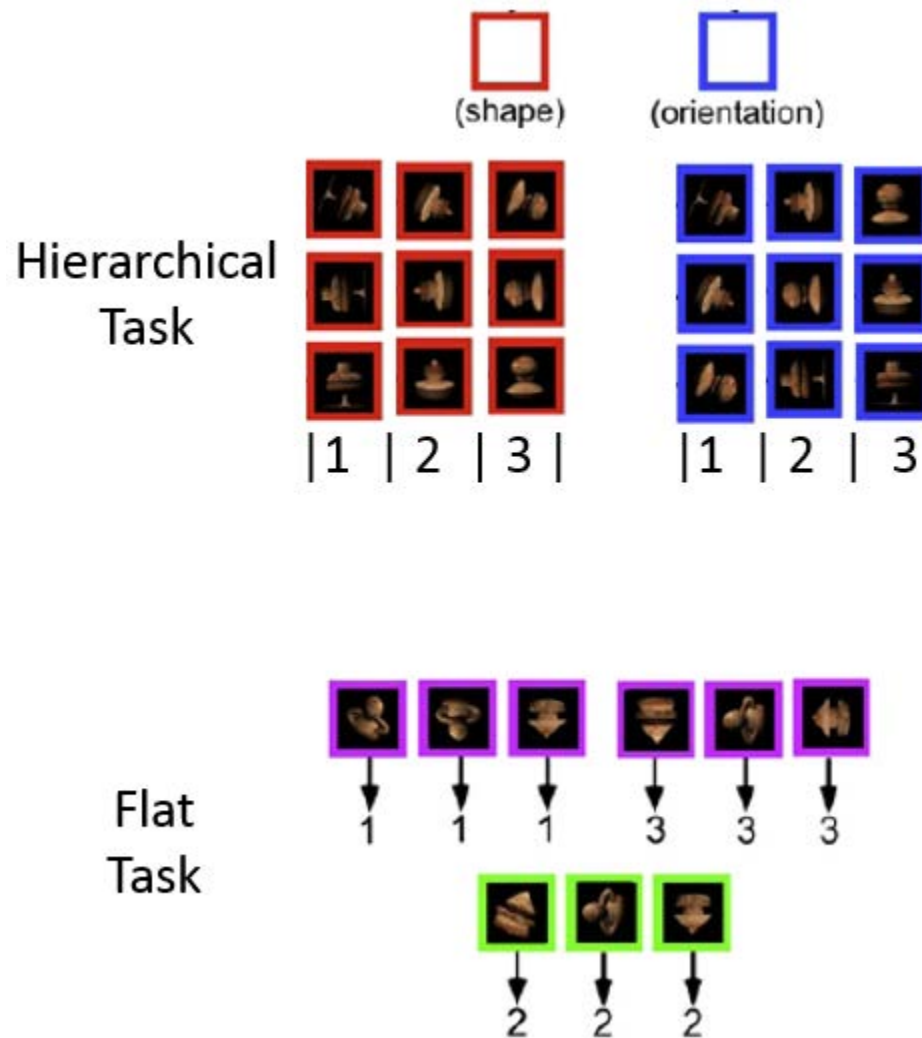 (shape) (orientation)
Hierarchical
Task
| 1 | 2 | 3 | | 1 | 2 | 3
1 1 1 3 3 3
Flat
Task
2 2 2